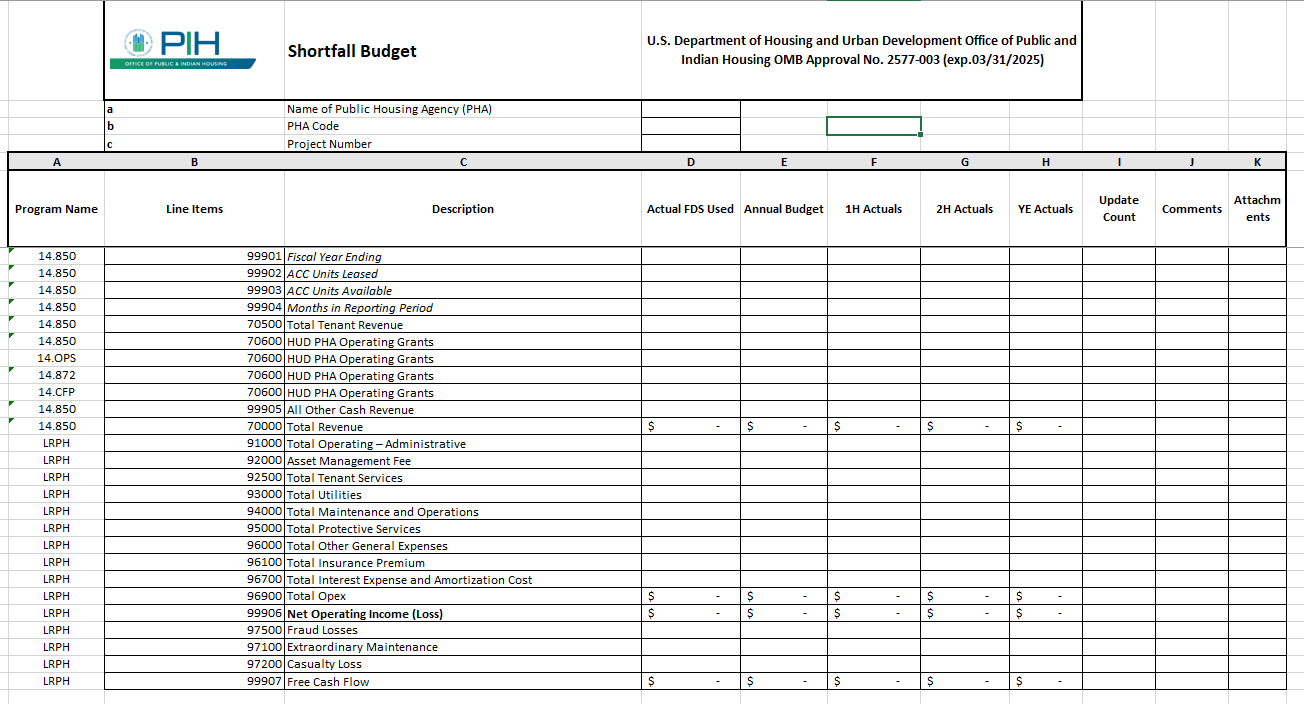 PIH
OFFICE OF PUBLIC & INDIAN HOUSING
Shortfall Budget
U.S. Department of Housing and Urban Development Office of Public and
Indian Housing OMB Approval No. 2577-003 (exp.03/31/2025)
a Name of Public Housing Agency (PHA)
b PHA Code
c Project Number
A B C D E F G H I J K
Program Name Line Items Description Actual FDS Used Annual Budget 1H Actuals 2H Actuals YE Actuals Update Count Comments Attachm ents
14.850 99901 Fiscal Year Ending
14.850 99902 ACC Units Leased
14.850 99903 ACC Units Available
14.850 99904 Months in Reporting Period
14.850 70500 Total Tenant Revenue
14.850 70600 HUD PHA Operating Grants
14.OPS 70600 HUD PHA Operating Grants
14.872 70600 HUD PHA Operating Grants
14.CFP 70600 HUD PHA Operating Grants
14.850 99905 All Other Cash Revenue
14.850 70000 Total Revenue $ - $ - $ - $ - $ -
LRPH 91000 Total Operating – Administrative
LRPH 92000 Asset Management Fee
LRPH 92500 Total Tenant Services
LRPH 93000 Total Utilities
LRPH 94000 Total Maintenance and Operations
LRPH 95000 Total Protective Services
LRPH 96000 Total Other General Expenses
LRPH 96100 Total Insurance Premium
LRPH 96700 Total Interest Expense and Amortization Cost
LRPH 96900 Total Opex $ - $ - $ - $ - $ -
LRPH 99906 Net Operating Income (Loss) $ - $ - $ - $ - $ -
LRPH 97500 Fraud Losses
LRPH 97100 Extraordinary Maintenance
LRPH 97200 Casualty Loss
LRPH 99907 Free Cash Flow $ - $ - $ - $ - $ -